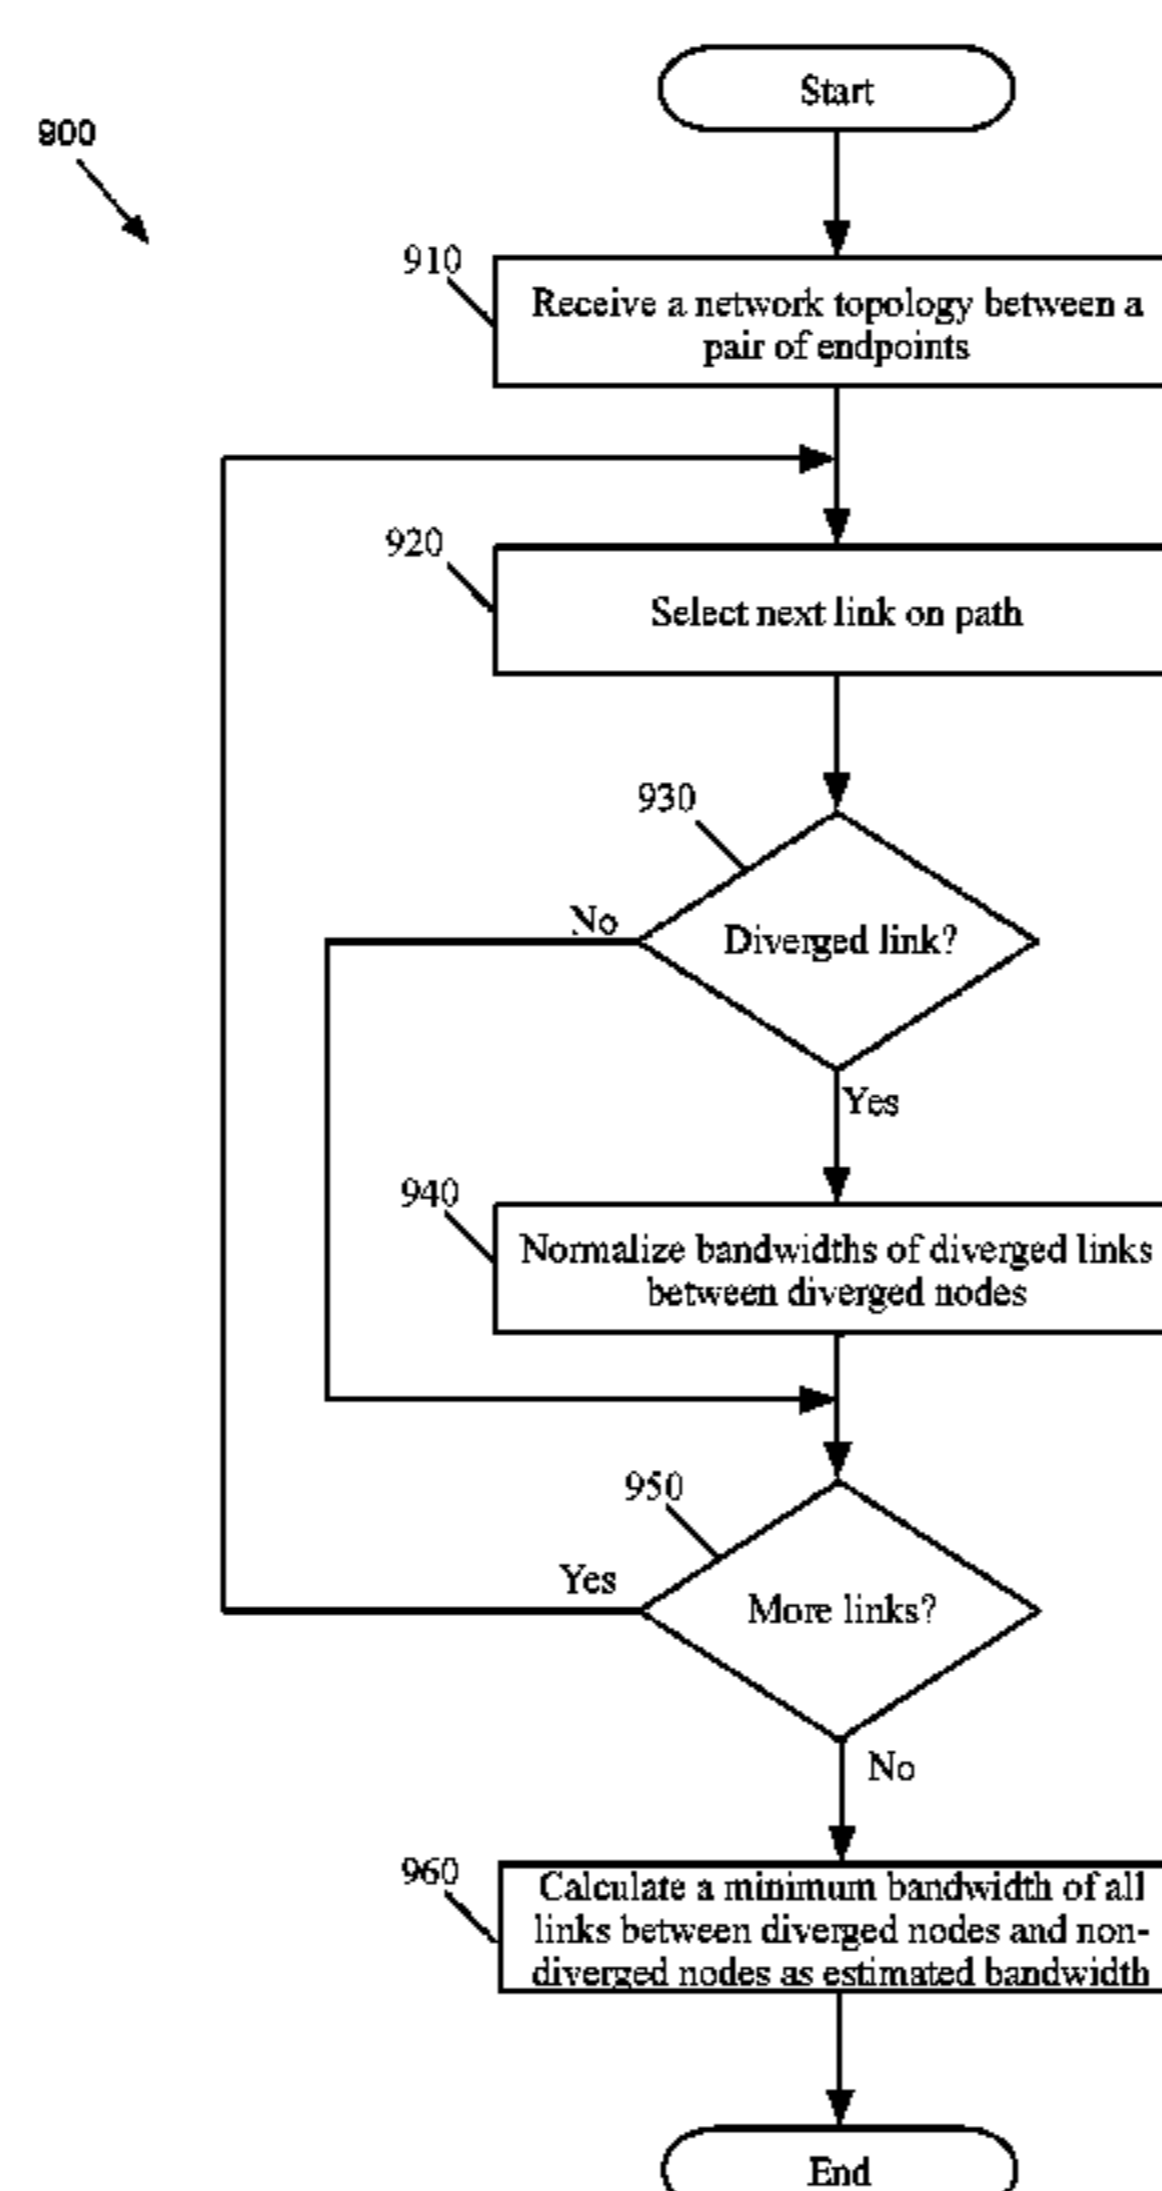 Start
900
910
Receive a network topology between a
pair of endpoints
920
Select next link on path
930
No
Diverged link?
Yes
940
Normalize bandwidths of diverged links
between diverged nodes
950
Yes
More links?
No
960
Calculate a minimum bandwidth of all
links between diverged nodes and non-
diverged nodes as estimated bandwidth
End